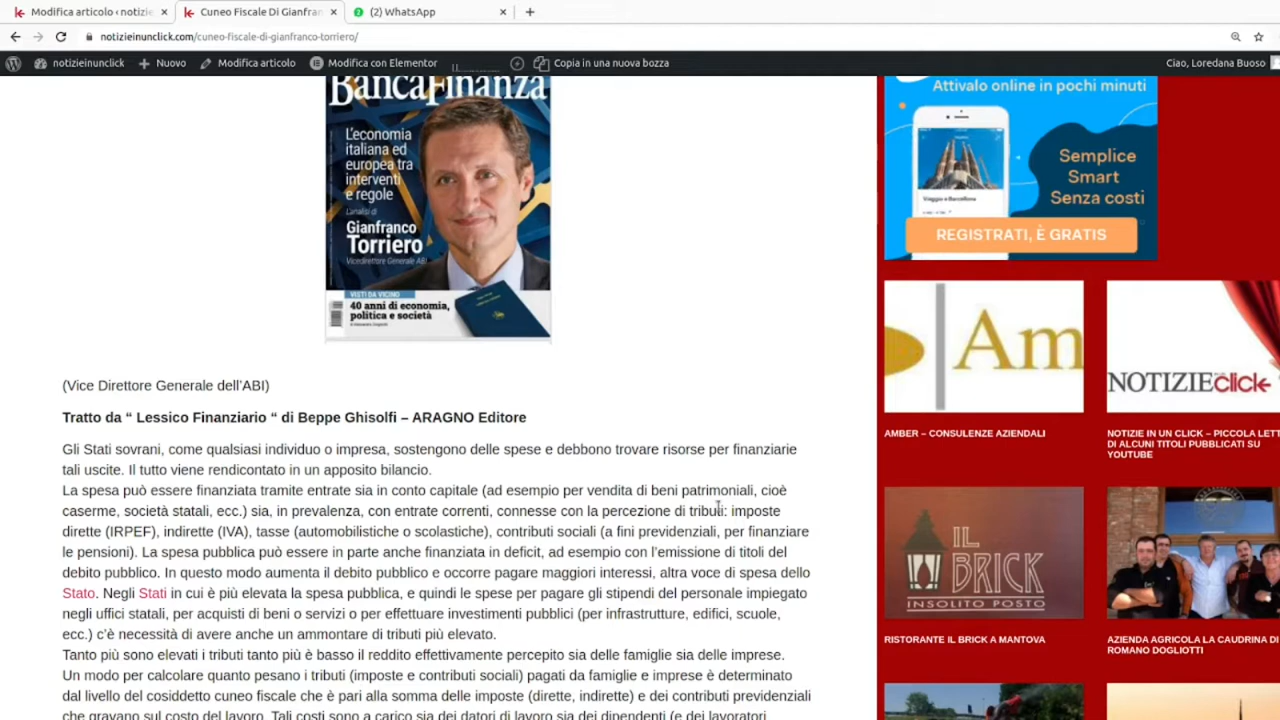 Modifica articolo ‹ notizie
Cuneo Fiscale Di Gianfran
(2) WhatsApp
notizieinunclick.com/cuneo-fiscale-di-gianfranco-torriero/
notizieinunclick
Nuovo
Modifica articolo
Modifica con Elementor
Copia in una nuova bozza
Ciao, Loredana Buoso
BancaFinanza
L'economia
italiana ed
europea tra
interventi
e regole
L'analisi di
Gianfranco
Torriero
Vicedirettore Generale ABI
VISTI DA VICINO
40 anni di economia,
politica e società
(Vice Direttore Generale dell’ABI)
Tratto da “ Lessico Finanziario “ di Beppe Ghisolfi – ARAGNO Editore
Gli Stati sovrani, come qualsiasi individuo o impresa, sostengono delle spese e debbono trovare risorse per finanziarie
tali uscite. Il tutto viene rendicontato in un apposito bilancio.
La spesa può essere finanziata tramite entrate sia in conto capitale (ad esempio per vendita di beni patrimoniali, cioè
caserme, società statali, ecc.) sia, in prevalenza, con entrate correnti, connesse con la percezione di tributi: imposte
dirette (IRPEF), indirette (IVA), tasse (automobilistiche o scolastiche), contributi sociali (a fini previdenziali, per finanziare
le pensioni). La spesa pubblica può essere in parte anche finanziata in deficit, ad esempio con l’emissione di titoli del
debito pubblico. In questo modo aumenta il debito pubblico e occorre pagare maggiori interessi, altra voce di spesa dello
Stato. Negli Stati in cui è più elevata la spesa pubblica, e quindi le spese per pagare gli stipendi del personale impiegato
negli uffici statali, per acquisti di beni o servizi o per effettuare investimenti pubblici (per infrastrutture, edifici, scuole,
ecc.) c’è necessità di avere anche un ammontare di tributi più elevato.
Tanto più sono elevati i tributi tanto più è basso il reddito effettivamente percepito sia delle famiglie sia delle imprese.
Un modo per calcolare quanto pesano i tributi (imposte e contributi sociali) pagati da famiglie e imprese è determinato
dal livello del cosiddetto cuneo fiscale che è pari alla somma delle imposte (dirette, indirette) e dei contributi previdenziali
che gravano sul costo del lavoro. Tali costi sono a carico sia dei datori di lavoro sia dei dipendenti (e dei lavoratori
Attivalo online in pochi minuti
Viaggio a Barcellona
Semplice
Smart
Senza costi
REGISTRATI, È GRATIS
Am
NOTIZIE click
AMBER – CONSULENZE AZIENDALI
NOTIZIE IN UN CLICK – PICCOLA LETT
DI ALCUNI TITOLI PUBBLICATI SU
YOUTUBE
IL
BRICK
INSOLITO POSTO
RISTORANTE IL BRICK A MANTOVA
AZIENDA AGRICOLA LA CAUDRINA DI
ROMANO DOGLIOTTI